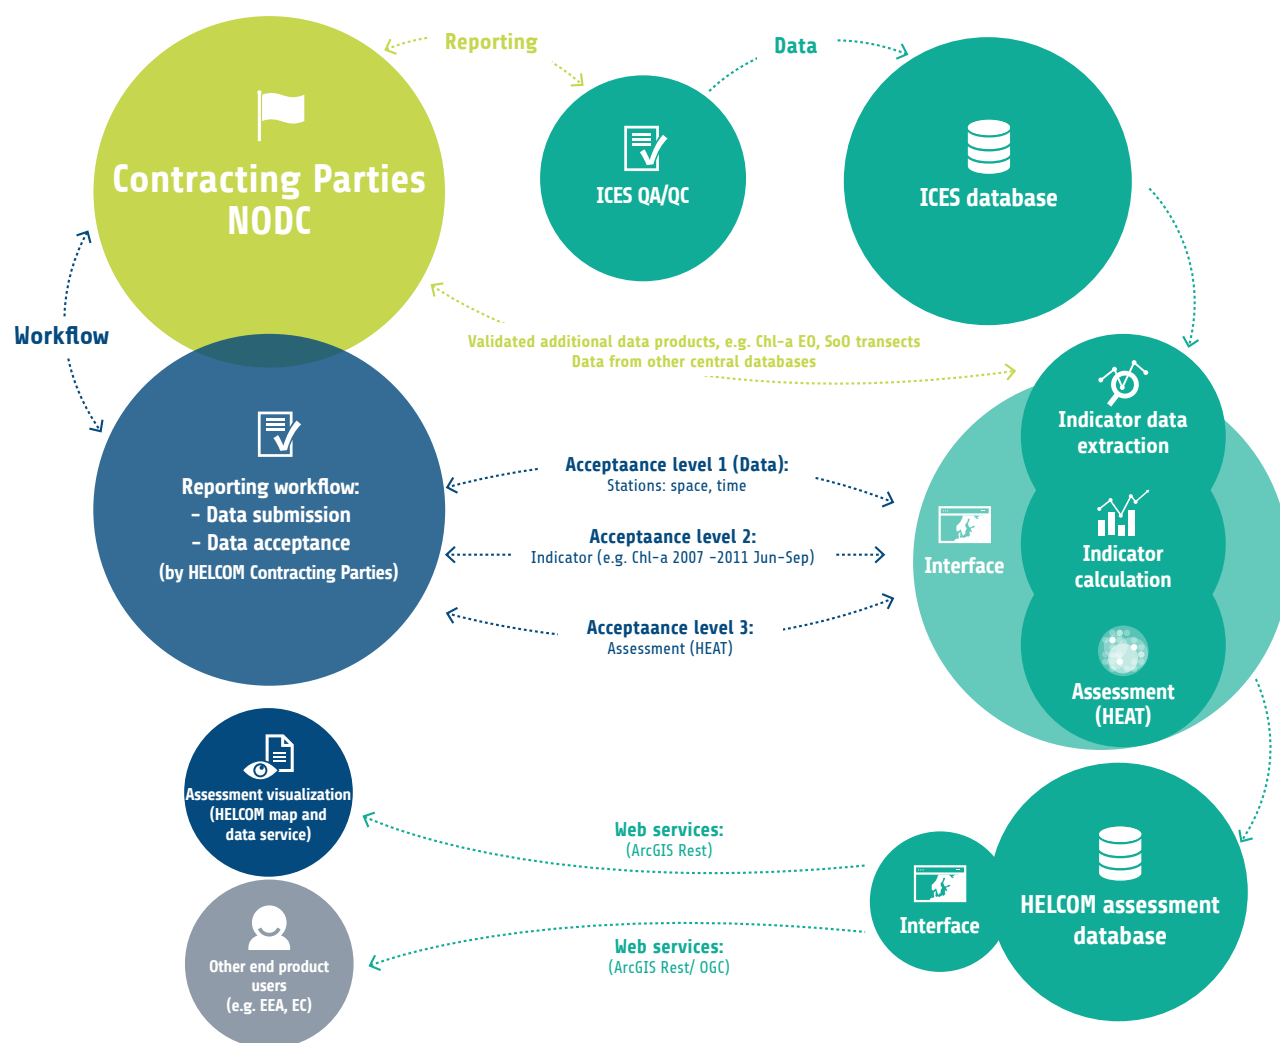 Reporting
Data
Contracting Parties
NODC
ICES QA/QC
ICES database
Workflow
Validated additional data products, e.g. Chl-a EO, SoO transects
Data from other central databases
Reporting workflow:
- Data submission
- Data acceptance
(by HELCOM Contracting Parties)
Acceptaance level 1 (Data):
Stations: space, time
Acceptaance level 2:
Indicator (e.g. Chl-a 2007 -2011 Jun-Sep)
Acceptaance level 3:
Assessment (HEAT)
Interface
Indicator data
extraction
Indicator
calculation
Assessment
(HEAT)
Assessment visualization
(HELCOM map and
data service)
Web services:
(ArcGIS Rest)
Interface
HELCOM assessment
database
Other end product
users
(e.g. EEA, EC)
Web services:
(ArcGIS Rest/ OGC)